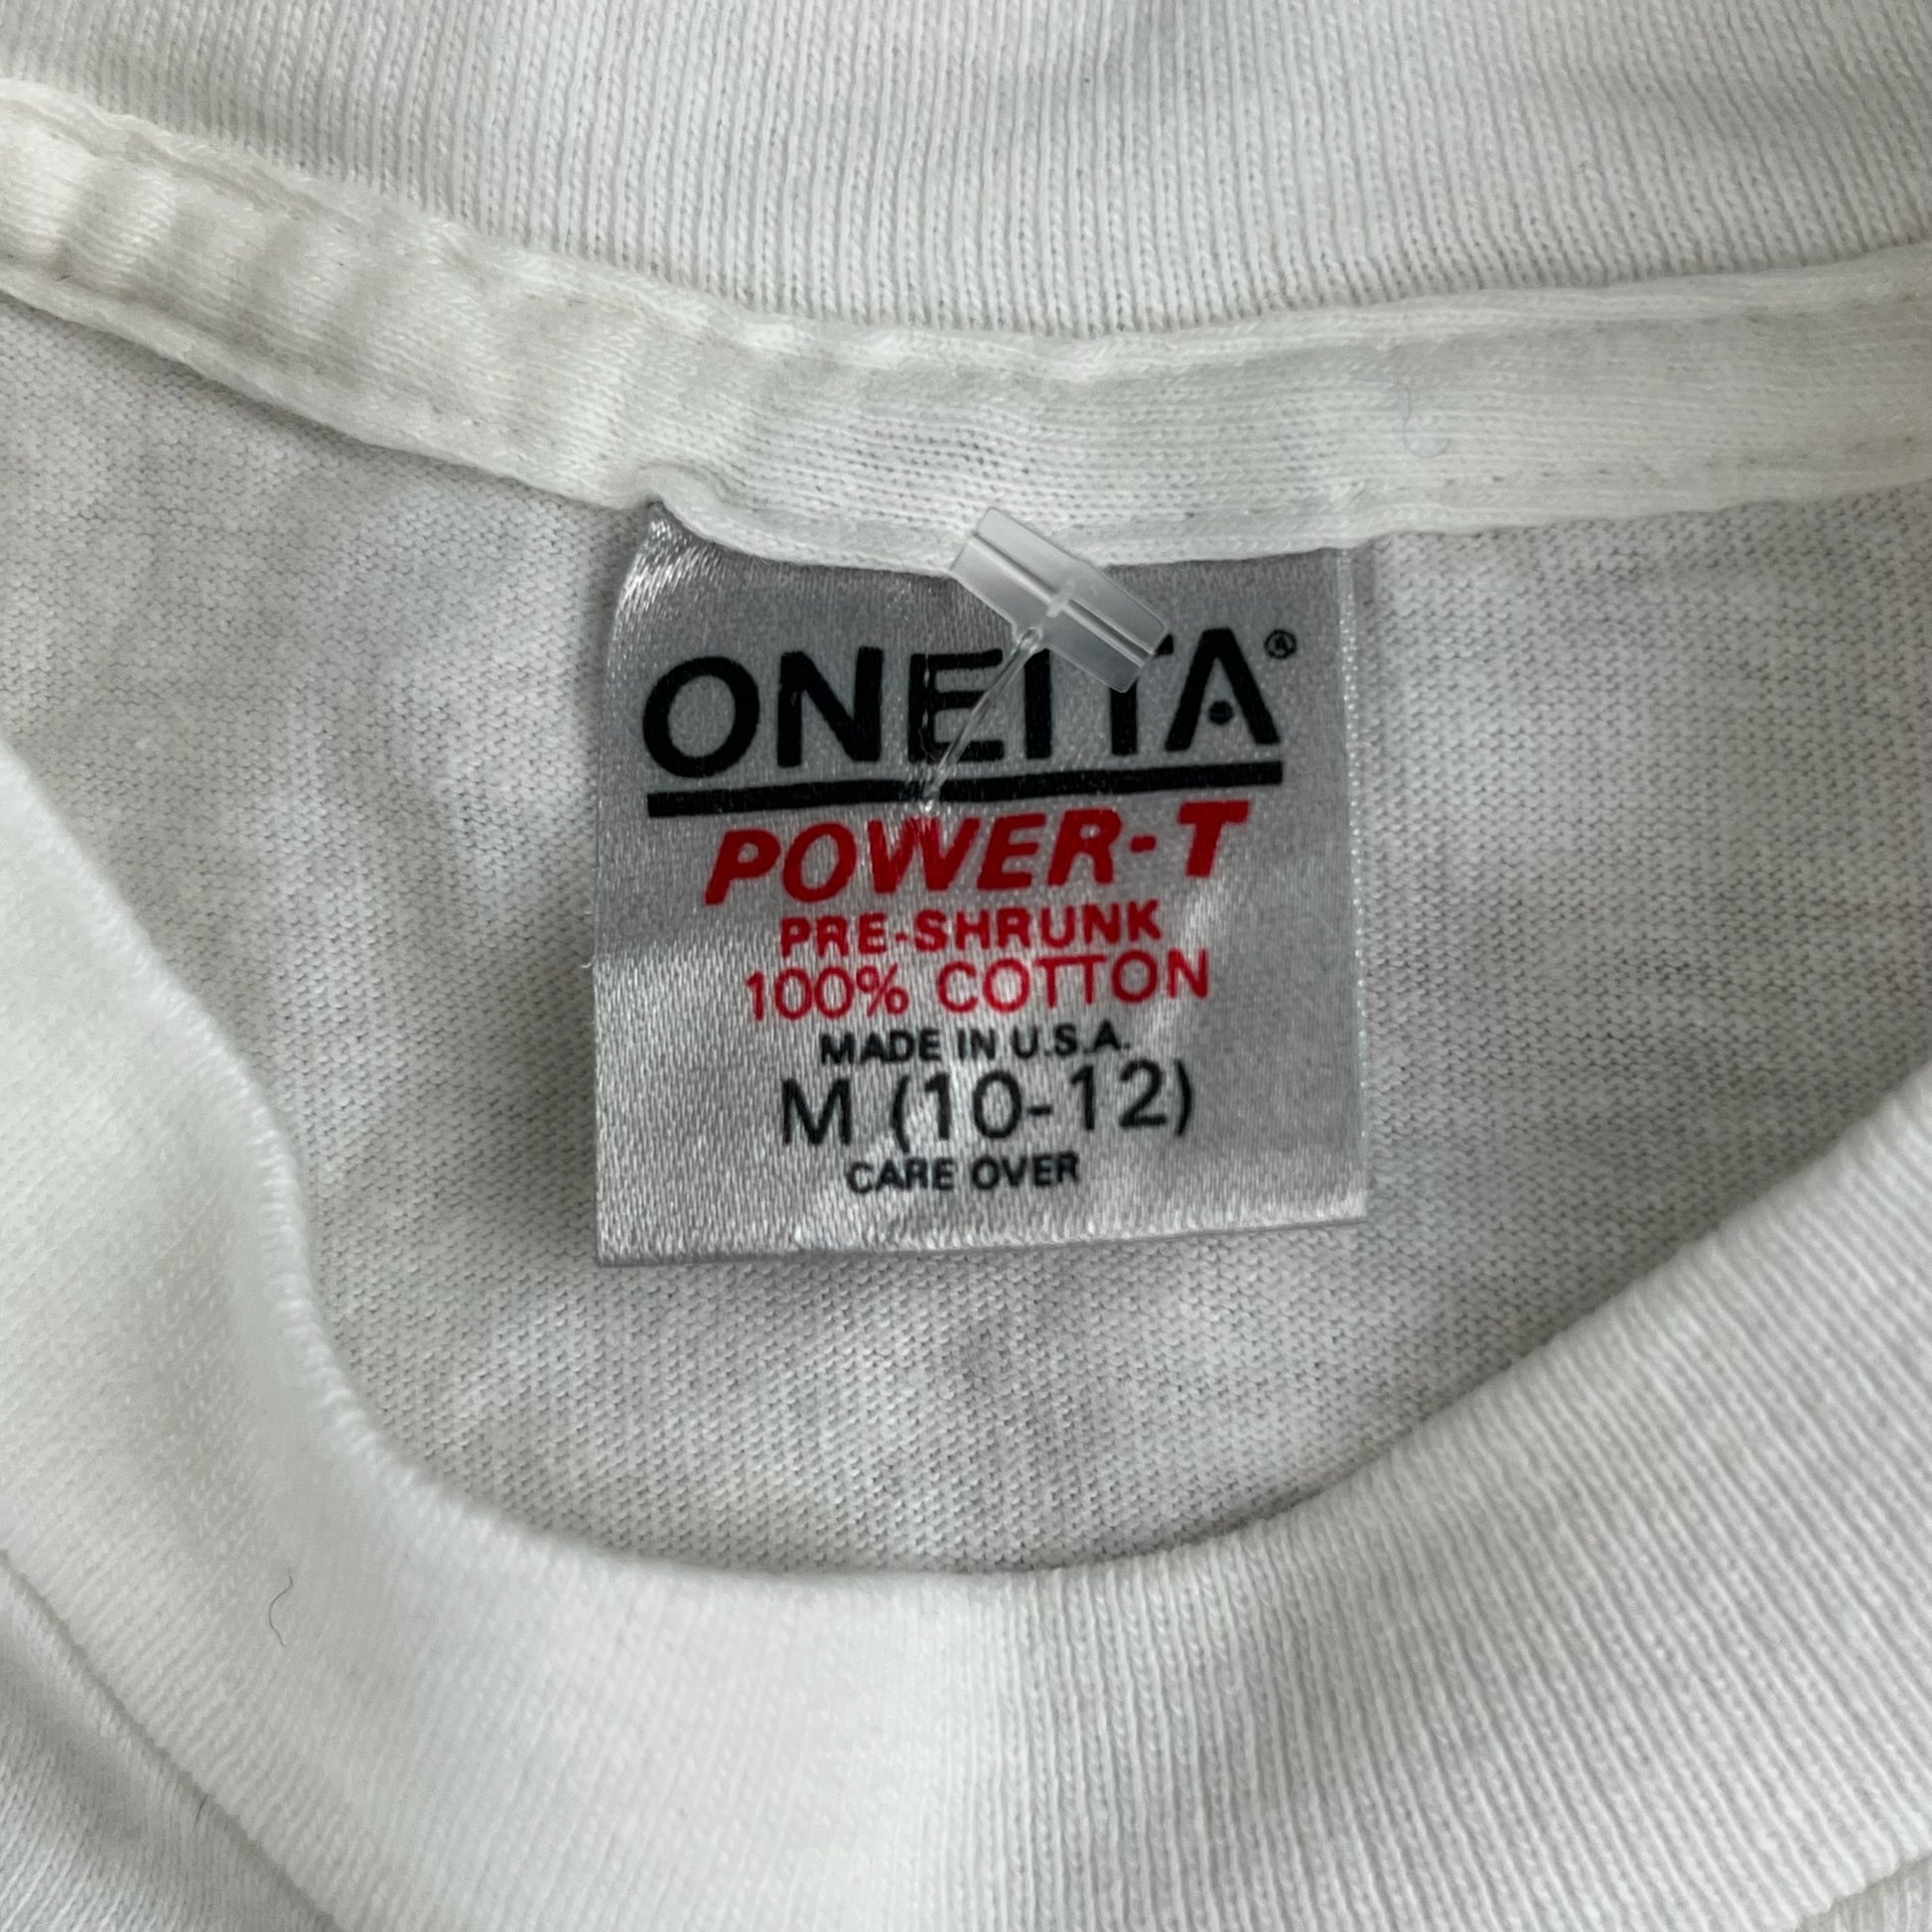 ONEITA®
POWER-T
PRE-SHRUNK
100% COTTON
MADE IN U.S.A.
M (10-12)
CARE OVER